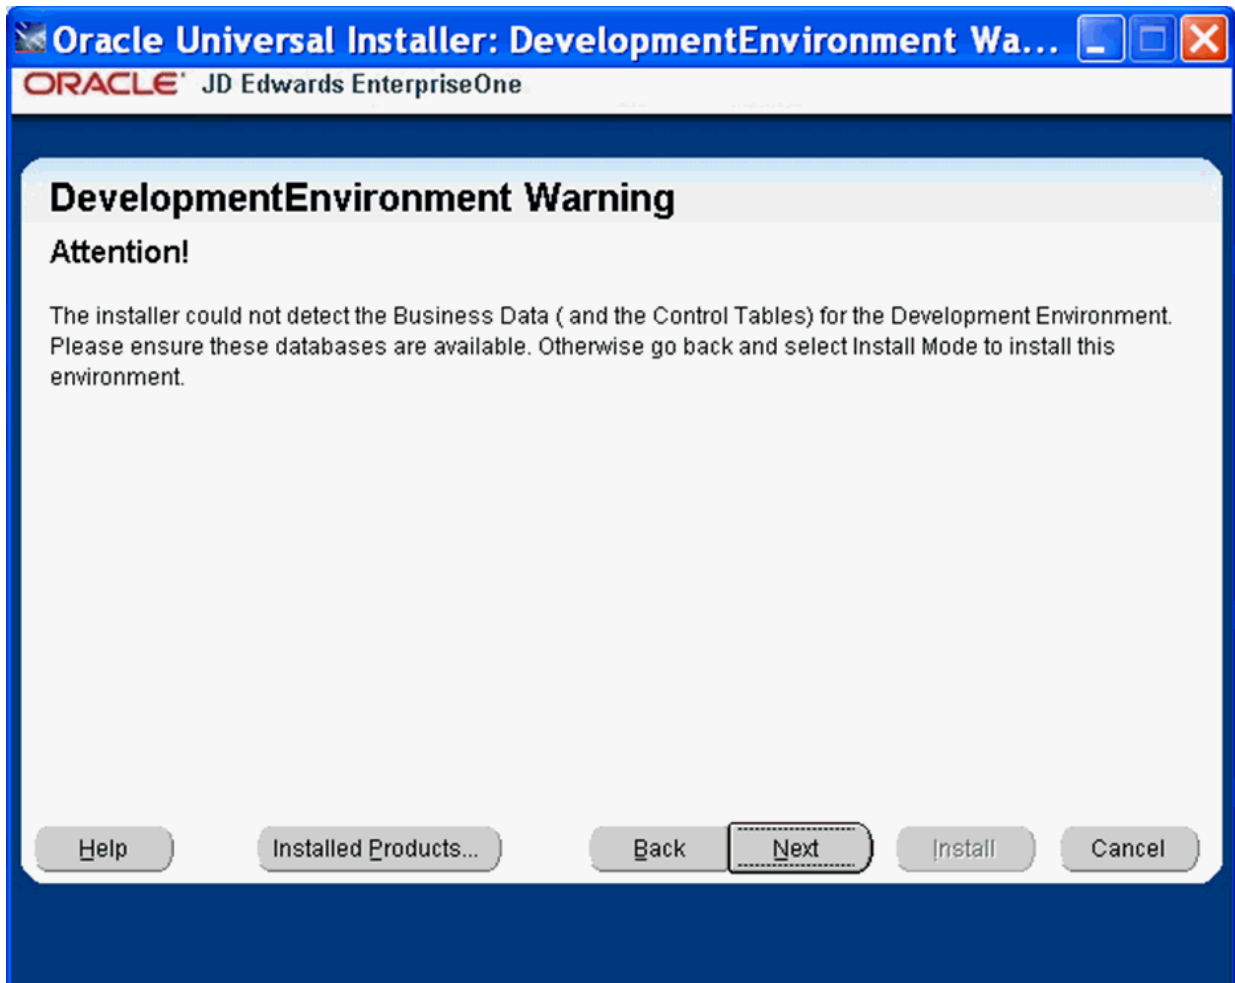 Oracle Universal Installer: DevelopmentEnvironment Wa...
ORACLE JD Edwards EnterpriseOne
DevelopmentEnvironment Warning
Attention!
The installer could not detect the Business Data ( and the Control Tables) for the Development Environment.
Please ensure these databases are available. Otherwise go back and select Install Mode to install this
environment.
Help Installed Products... Back Next Install Cancel